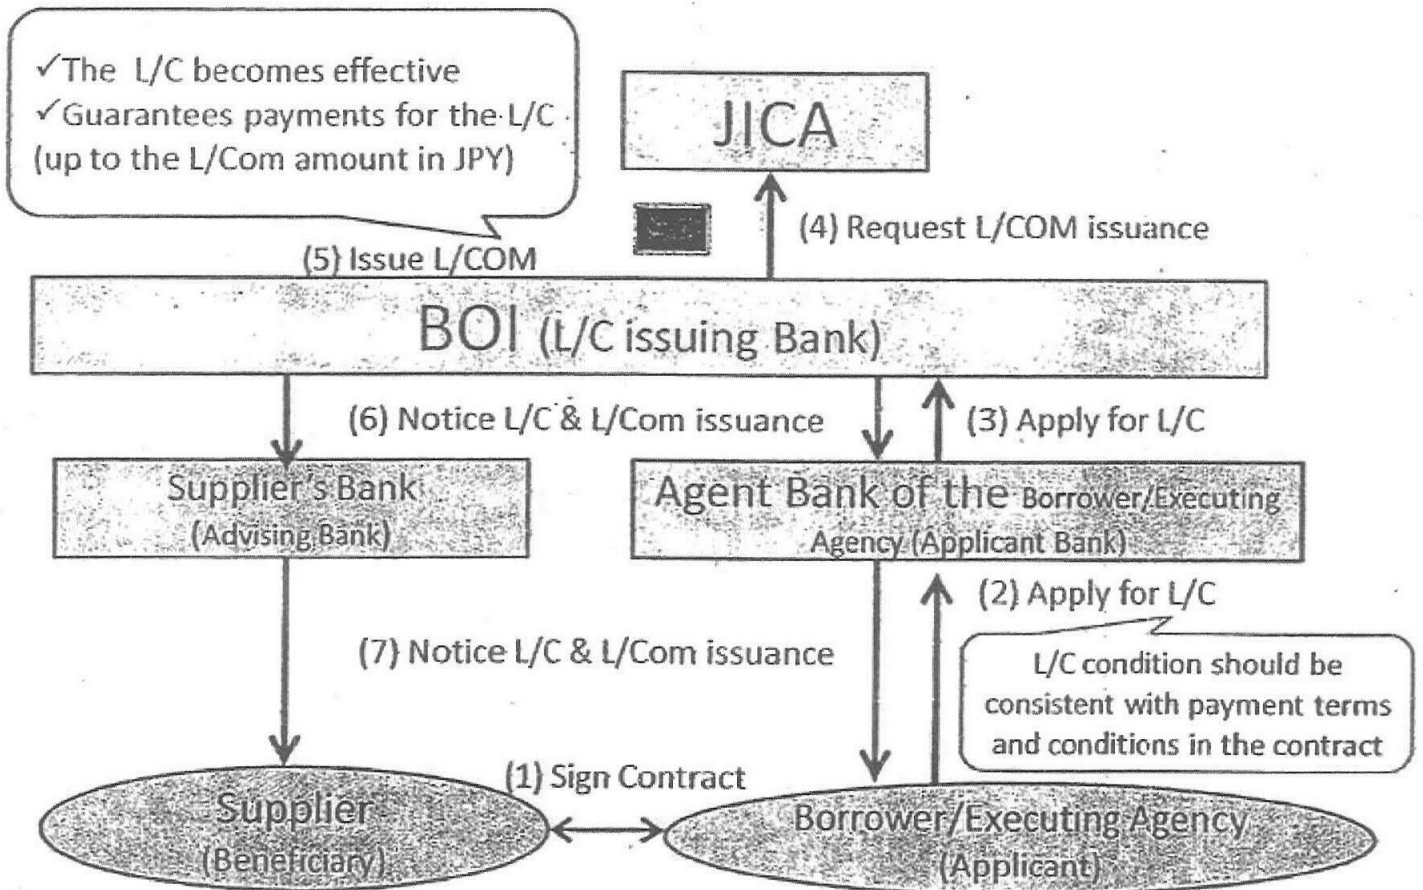 ✓The L/C becomes effective
✓Guarantees payments for the L/C
(up to the L/Com amount in JPY)
JICA
(4) Request L/COM issuance
(5) Issue L/COM
BOI (L/C issuing Bank)
(6) Notice L/C & L/Com issuance
(3) Apply for L/C
Supplier's Bank
(Advising Bank)
Agent Bank of the Borrower/Executing
Agency (Applicant Bank)
(2) Apply for L/C
(7) Notice L/C & L/Com issuance
L/C condition should be
consistent with payment terms
and conditions in the contract
(1) Sign Contract
Supplier
(Beneficiary)
Borrower/Executing Agency
(Applicant)